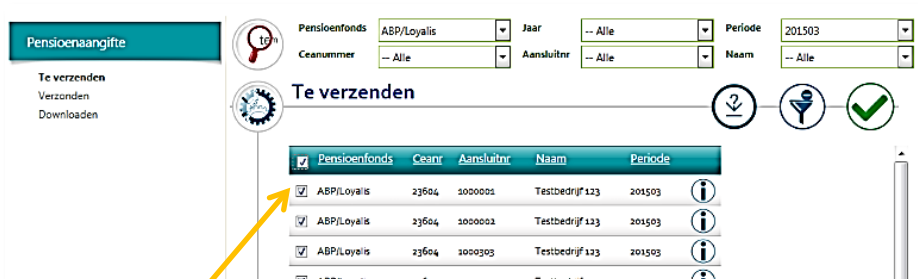 Pensioenaangifte
Te verzenden
Verzonden
Downloaden
Pensioenfonds ABP/Loyalis Jaar -- Alle Periode 201503
Ceanummer -- Alle Aansluitnr -- Alle Naam -- Alle
Te verzenden
Pensioenfonds Ceanr Aansluitnr Naam Periode
ABP/Loyalis 23604 1000001 Testbedrijf 123 201503
ABP/Loyalis 23604 1000002 Testbedrijf 123 201503
ABP/Loyalis 23604 1000303 Testbedrijf 123 201503